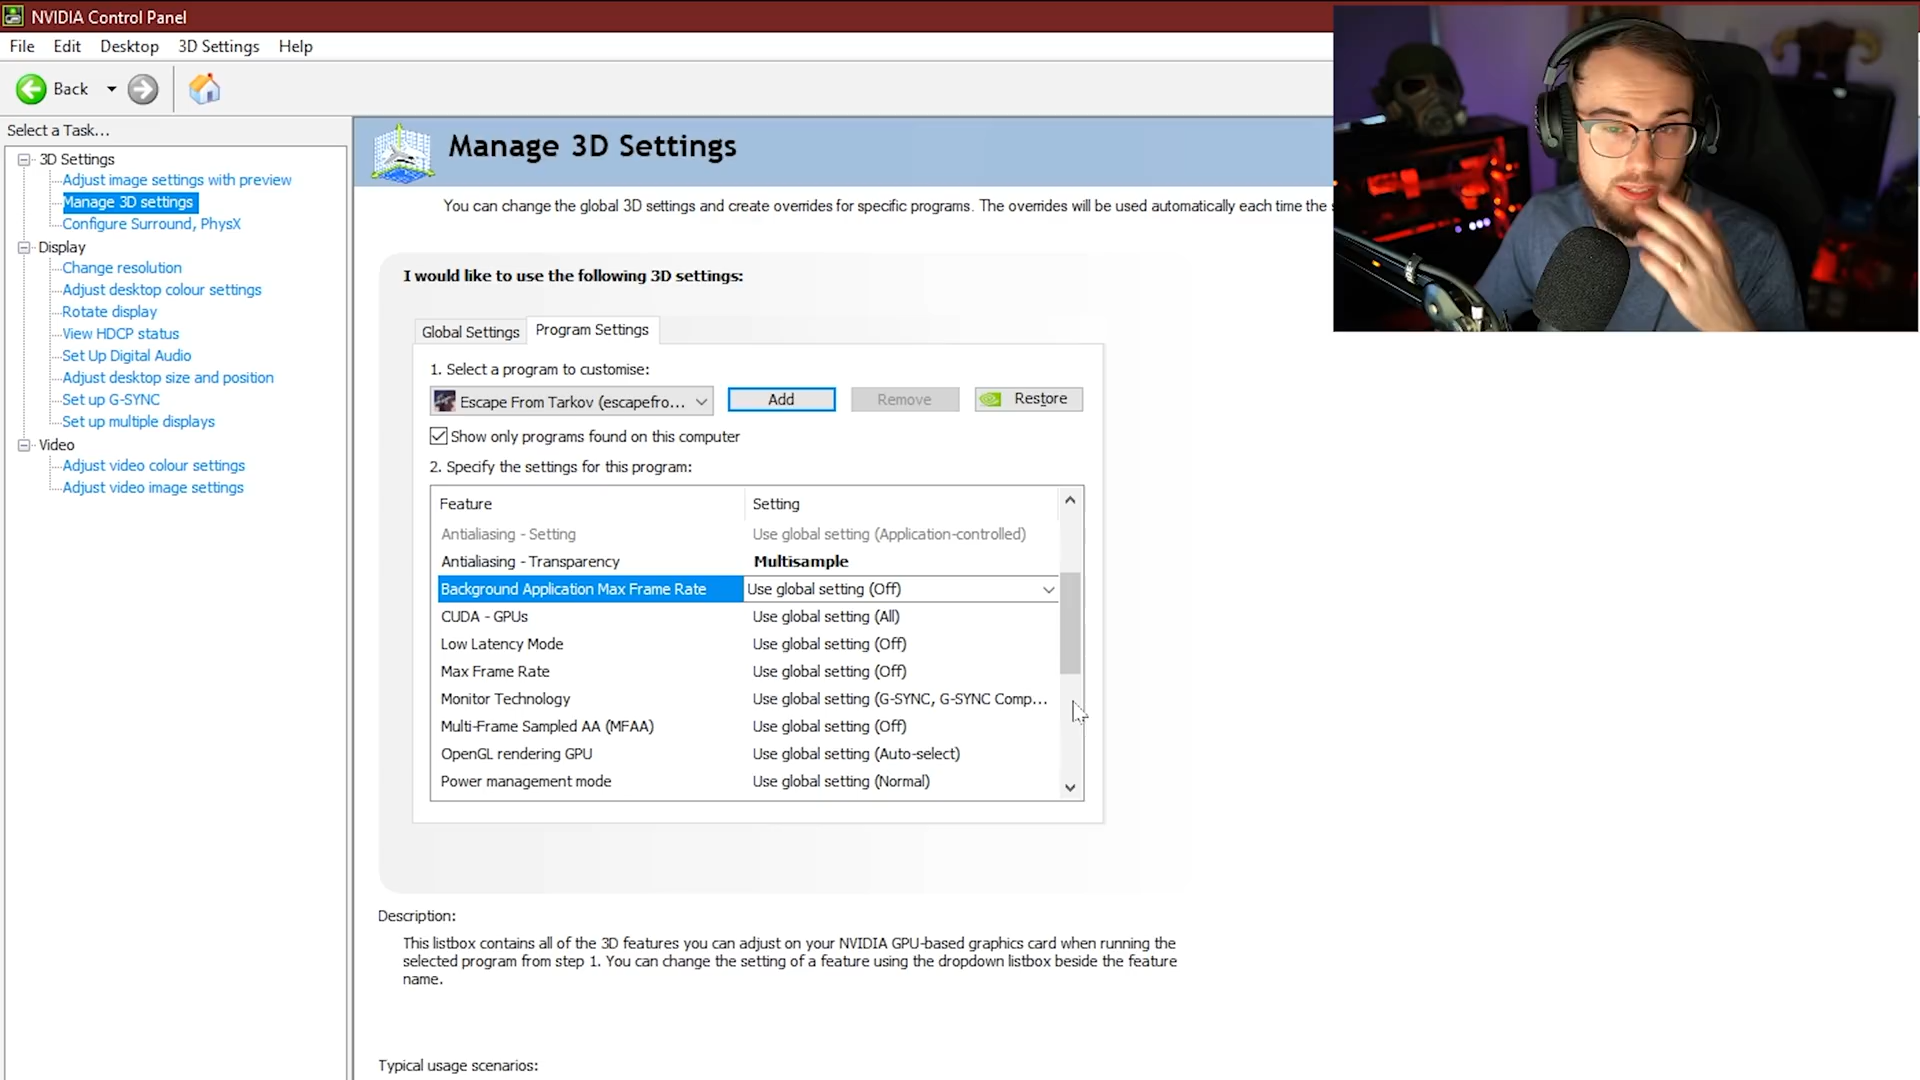 NVIDIA Control Panel
File Edit Desktop 3D Settings Help
Back
Select a Task...
3D Settings
Adjust image settings with preview
Manage 3D settings
Configure Surround, PhysX
Display
Change resolution
Adjust desktop colour settings
Rotate display
View HDCP status
Set Up Digital Audio
Adjust desktop size and position
Set up G-SYNC
Set up multiple displays
Video
Adjust video colour settings
Adjust video image settings
Manage 3D Settings
You can change the global 3D settings and create overrides for specific programs. The overrides will be used automatically each time the s
I would like to use the following 3D settings:
Global Settings Program Settings
1. Select a program to customise:
Escape From Tarkov (escapefro... Add Remove Restore
Show only programs found on this computer
2. Specify the settings for this program:
Feature Setting
Antialiasing - Setting Use global setting (Application-controlled)
Antialiasing - Transparency Multisample
Background Application Max Frame Rate Use global setting (Off)
CUDA - GPUs Use global setting (All)
Low Latency Mode Use global setting (Off)
Max Frame Rate Use global setting (Off)
Monitor Technology Use global setting (G-SYNC, G-SYNC Comp...
Multi-Frame Sampled AA (MFAA) Use global setting (Off)
OpenGL rendering GPU Use global setting (Auto-select)
Power management mode Use global setting (Normal)
Description:
This listbox contains all of the 3D features you can adjust on your NVIDIA GPU-based graphics card when running the
selected program from step 1. You can change the setting of a feature using the dropdown listbox beside the feature
name.
Typical usage scenarios: